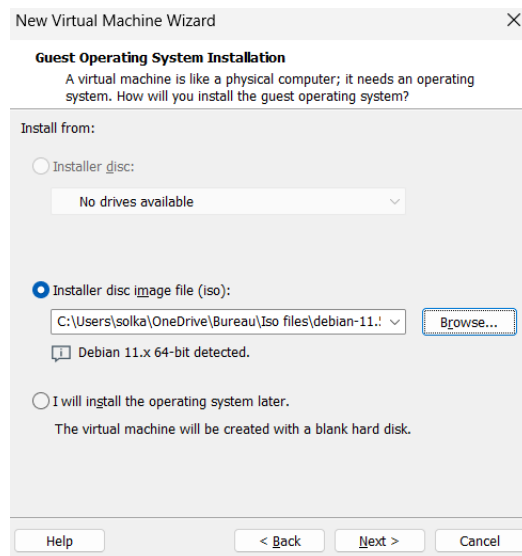 New Virtual Machine Wizard
Guest Operating System Installation
A virtual machine is like a physical computer; it needs an operating
system. How will you install the guest operating system?
Install from:
Installer disc:
No drives available
Installer disc image file (iso):
C:\Users\solka\OneDrive\Bureau\Iso files\debian-11.
Browse...
Debian 11.x 64-bit detected.
I will install the operating system later.
The virtual machine will be created with a blank hard disk.
Help
< Back
Next >
Cancel